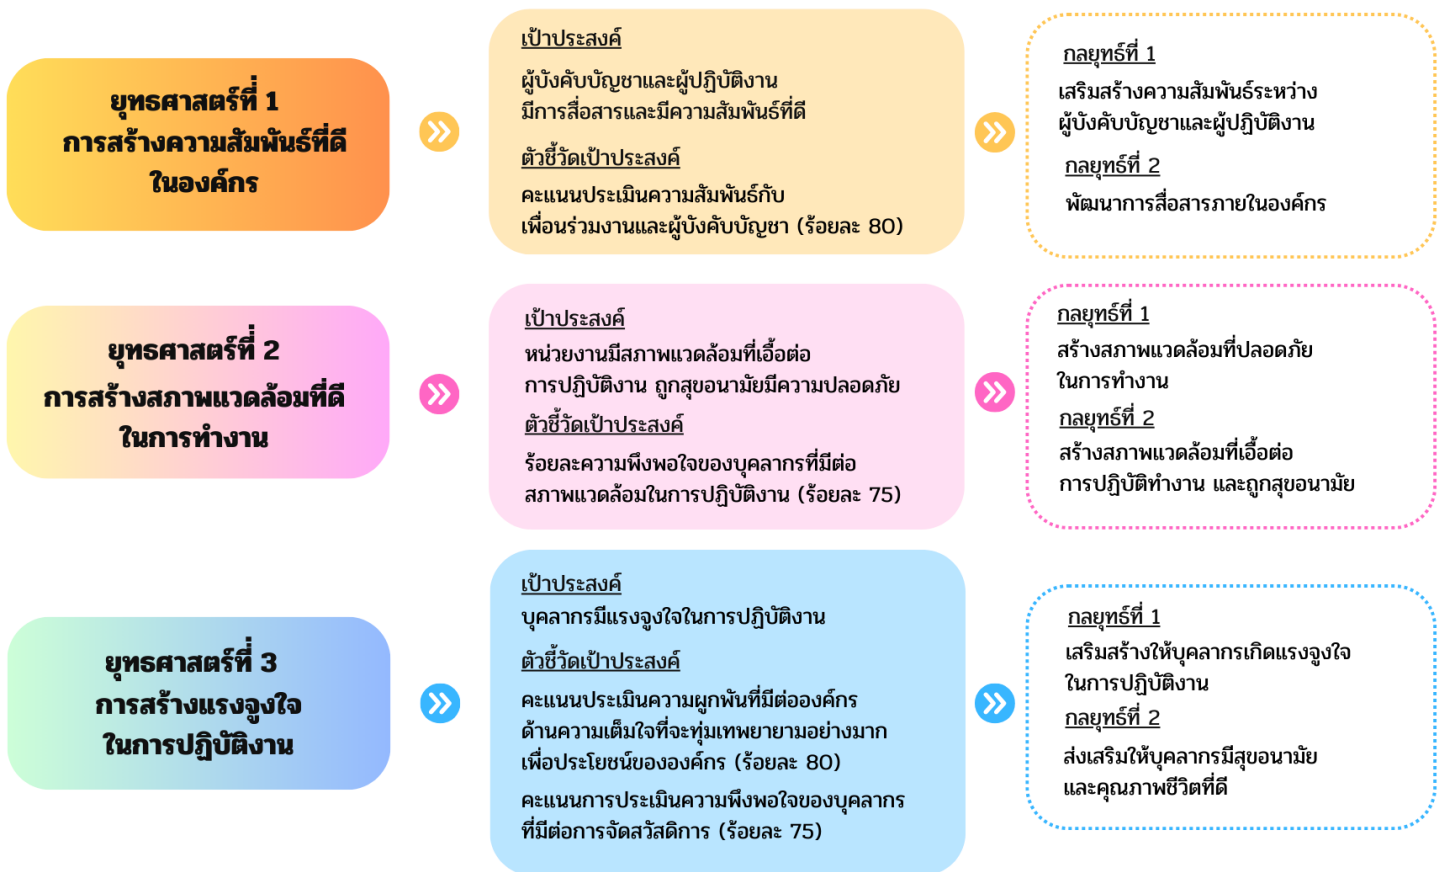 ยุทธศาสตร์ที่ 1
การสร้างความสัมพันธ์ที่ดี
ในองค์กร
เป้าประสงค์
ผู้บังคับบัญชาและผู้ปฏิบัติงาน
มีการสื่อสารและมีความสัมพันธ์ที่ดี
ตัวชี้วัดเป้าประสงค์
คะแนนประเมินความสัมพันธ์กับ
เพื่อนร่วมงานและผู้บังคับบัญชา (ร้อยละ 80)
กลยุทธ์ที่ 1
เสริมสร้างความสัมพันธ์ระหว่าง
ผู้บังคับบัญชาและผู้ปฏิบัติงาน
กลยุทธ์ที่ 2
พัฒนาการสื่อสารภายในองค์กร
ยุทธศาสตร์ที่ 2
การสร้างสภาพแวดล้อมที่ดี
ในการทำงาน
เป้าประสงค์
หน่วยงานมีสภาพแวดล้อมที่เอื้อต่อ
การปฏิบัติงาน ถูกสุขอนามัยมีความปลอดภัย
ตัวชี้วัดเป้าประสงค์
ร้อยละความพึงพอใจของบุคลากรที่มีต่อ
สภาพแวดล้อมในการปฏิบัติงาน (ร้อยละ 75)
กลยุทธ์ที่ 1
สร้างสภาพแวดล้อมที่ปลอดภัย
ในการทำงาน
กลยุทธ์ที่ 2
สร้างสภาพแวดล้อมที่เอื้อต่อ
การปฏิบัติทำงาน และถูกสุขอนามัย
ยุทธศาสตร์ที่ 3
การสร้างแรงจูงใจ
ในการปฏิบัติงาน
เป้าประสงค์
บุคลากรมีแรงจูงใจในการปฏิบัติงาน
ตัวชี้วัดเป้าประสงค์
คะแนนประเมินความผูกพันที่มีต่อองค์กร
ด้านความเต็มใจที่จะทุ่มเทพยายามอย่างมาก
เพื่อประโยชน์ขององค์กร (ร้อยละ 80)
คะแนนการประเมินความพึงพอใจของบุคลากร
ที่มีต่อการจัดสวัสดิการ (ร้อยละ 75)
กลยุทธ์ที่ 1
เสริมสร้างให้บุคลากรเกิดแรงจูงใจ
ในการปฏิบัติงาน
กลยุทธ์ที่ 2
ส่งเสริมให้บุคลากรมีสุขอนามัย
และคุณภาพชีวิตที่ดี